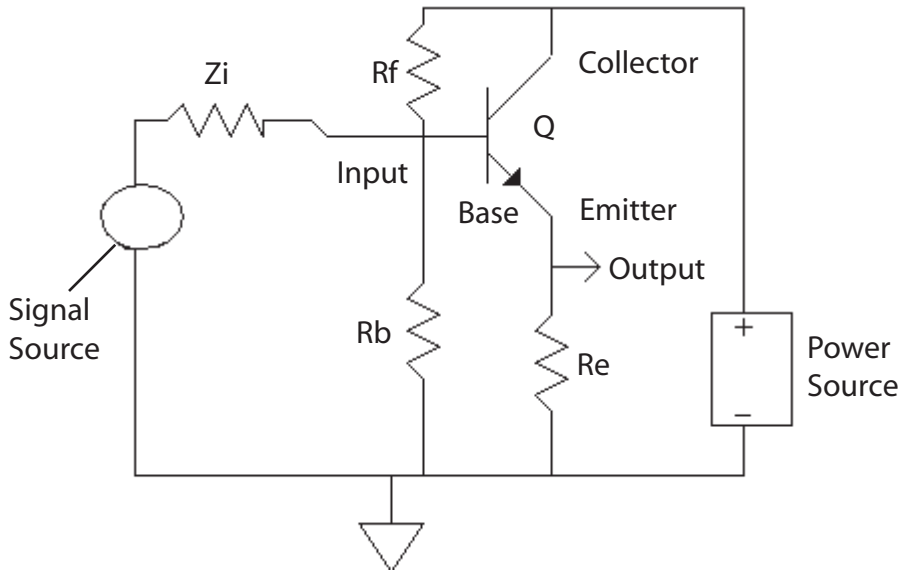 Zi
Rf
Collector
Q
Input
Base
Emitter
Output
Signal
Source
Rb
Re
+
Power
Source
–